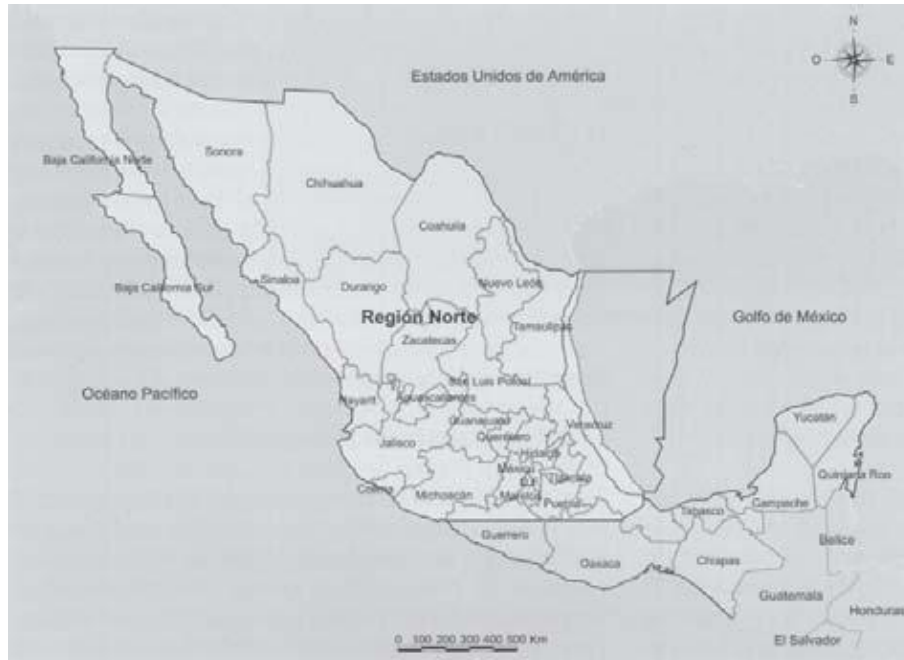 N
Estados Unidos de América
O E
S
Baja California Norte
Sonora
Chihuahua
Coahuila
Baja California Sur
Sinaloa
Durango
Nuevo León
Región Norte
Tamaulipas
Golfo de México
Zacatecas
Océano Pacífico
San Luis Potosí
Nayarit
Aguascalientes
Yucatán
Guanajuato
Veracruz
Querétaro
Jalisco
Hidalgo
México
Quintana Roo
D.F.
Tlaxcala
Colima
Michoacán
Morelos
Puebla
Campeche
Tabasco
Guerrero
Belice
Oaxaca
Chiapas
Guatemala
Honduras
El Salvador
0 100 200 300 400 500 Km